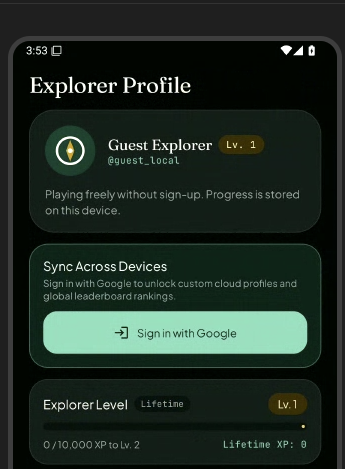 3:53
Explorer Profile
Guest Explorer Lv. 1
@guest_local
Playing freely without sign-up. Progress is stored
on this device.
Sync Across Devices
Sign in with Google to unlock custom cloud profiles and
global leaderboard rankings.
Sign in with Google
Explorer Level Lifetime Lv. 1
0 / 10,000 XP to Lv. 2 Lifetime XP: 0